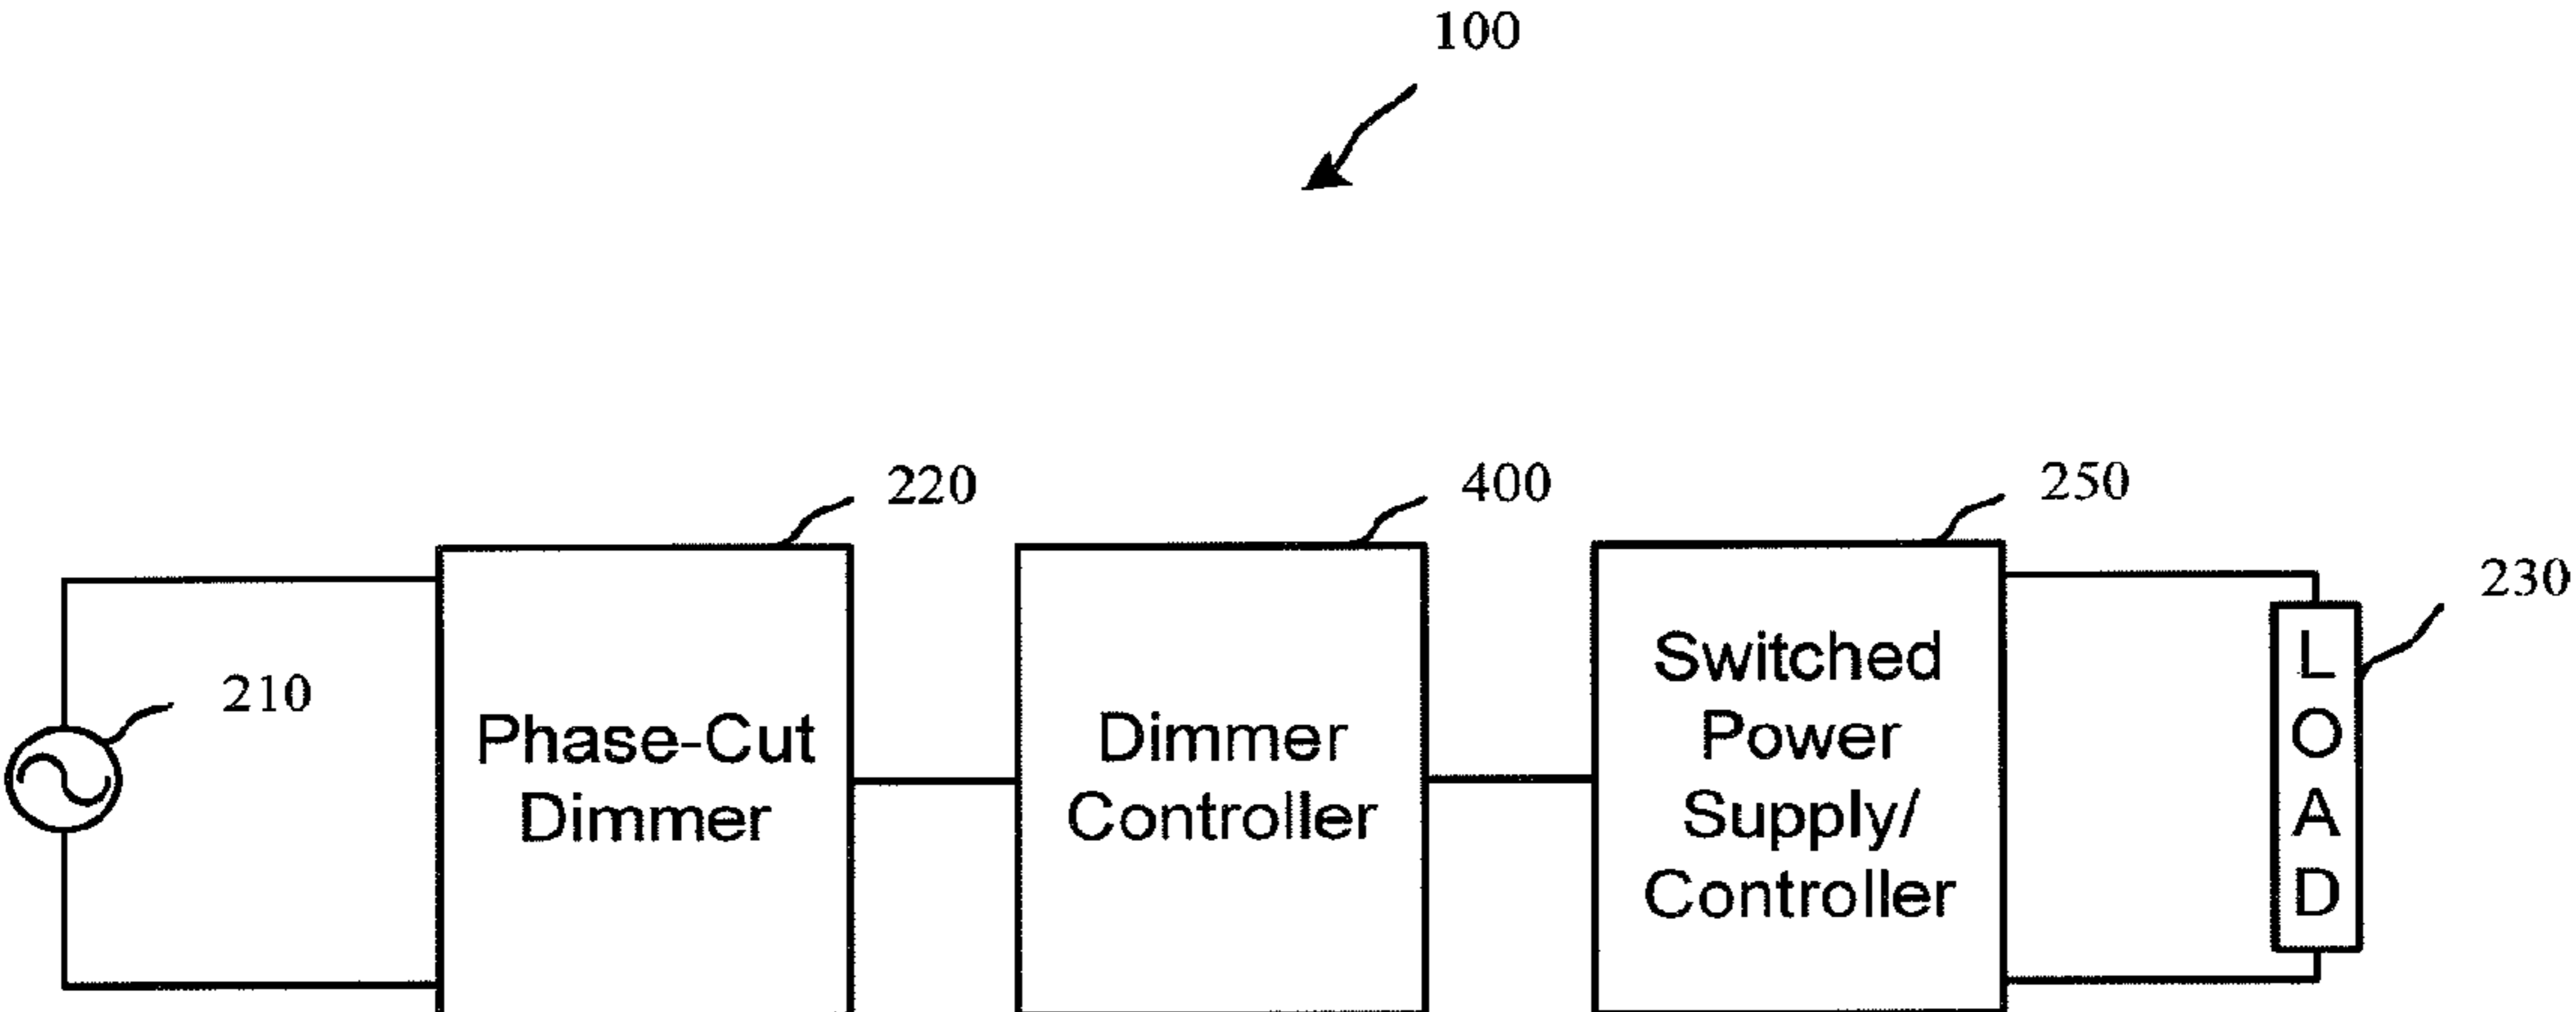 100
220
400
250
230
210
Phase-Cut
Dimmer
Dimmer
Controller
Switched
Power
Supply/
Controller
L
O
A
D